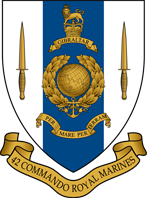 GIBRALTAR
PER MARE PER TERRAM
42 COMMANDO ROYAL MARINES